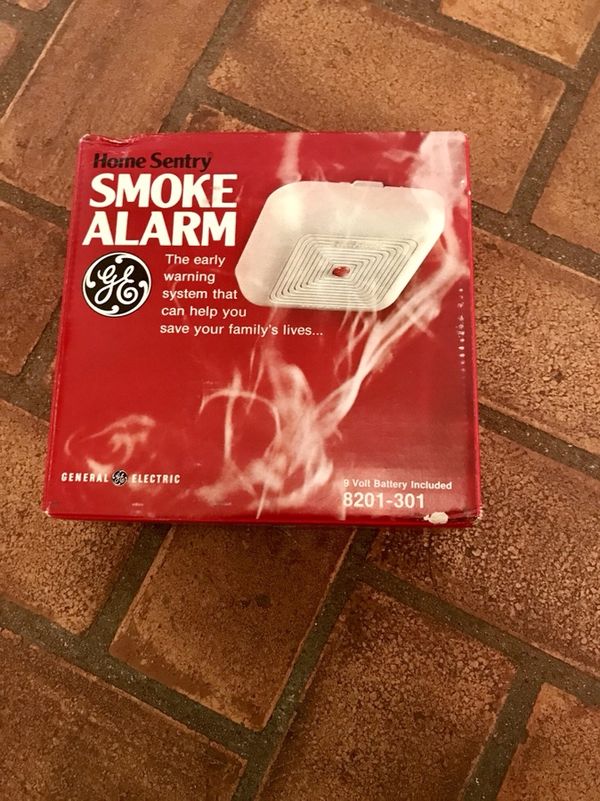 Home Sentry
SMOKE
ALARM
GE
The early
warning
system that
can help you
save your family's lives...
GENERAL GE ELECTRIC
9 Volt Battery Included
8201-301